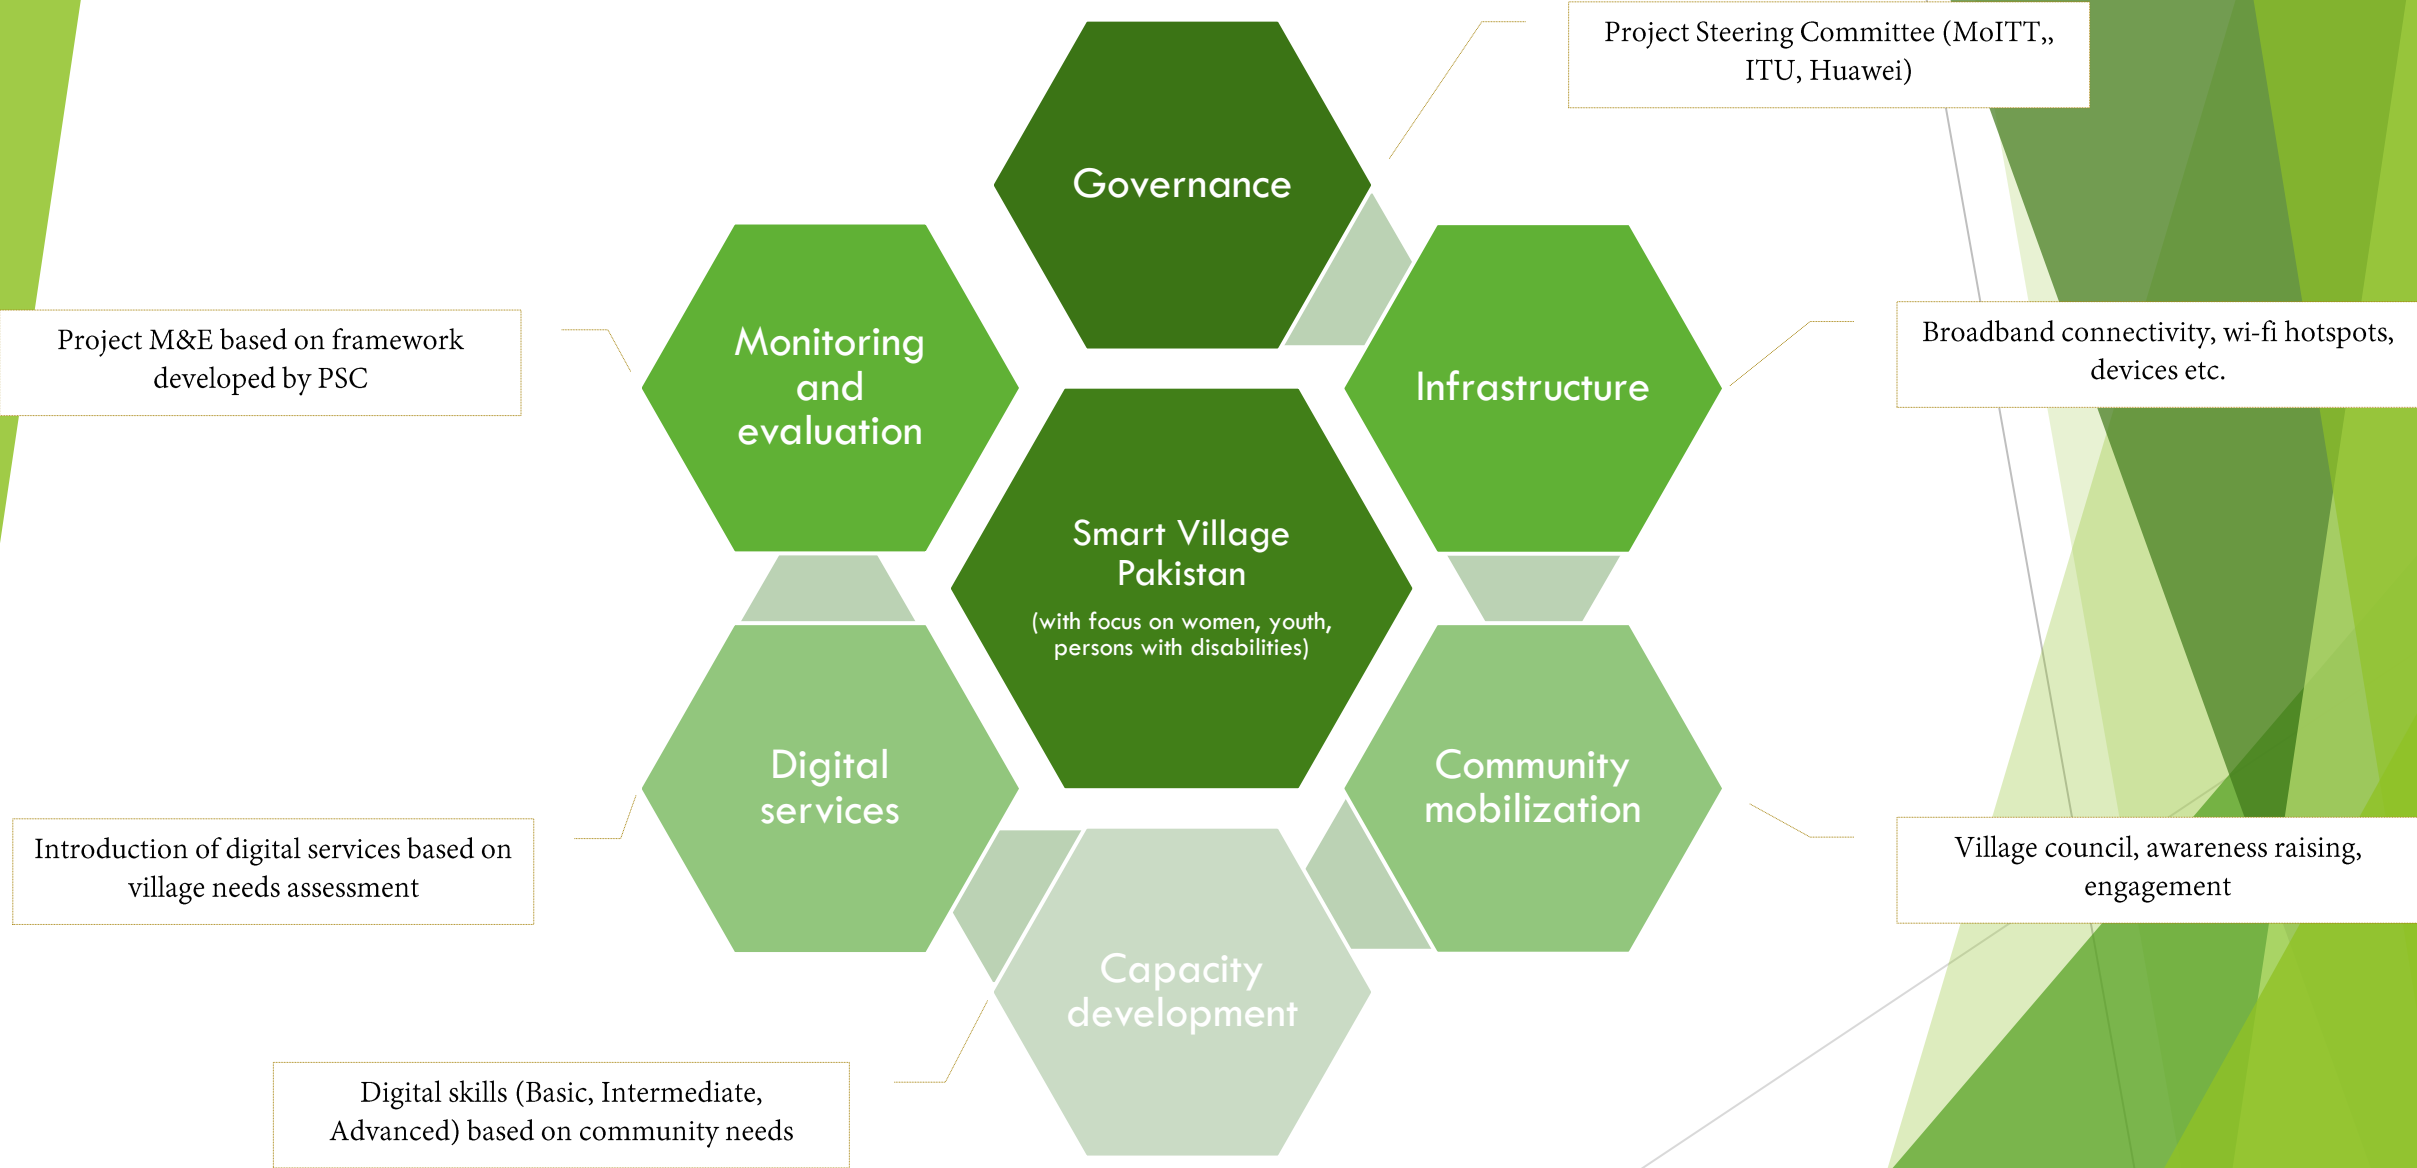 Project Steering Committee (MoITT,,
ITU, Huawei)
Governance
Project M&E based on framework
developed by PSC
Monitoring
and
evaluation
Infrastructure
Broadband connectivity, wi-fi hotspots,
devices etc.
Smart Village
Pakistan
(with focus on women, youth,
persons with disabilities)
Digital
services
Community
mobilization
Introduction of digital services based on
village needs assessment
Village council, awareness raising,
engagement
Capacity
development
Digital skills (Basic, Intermediate,
Advanced) based on community needs